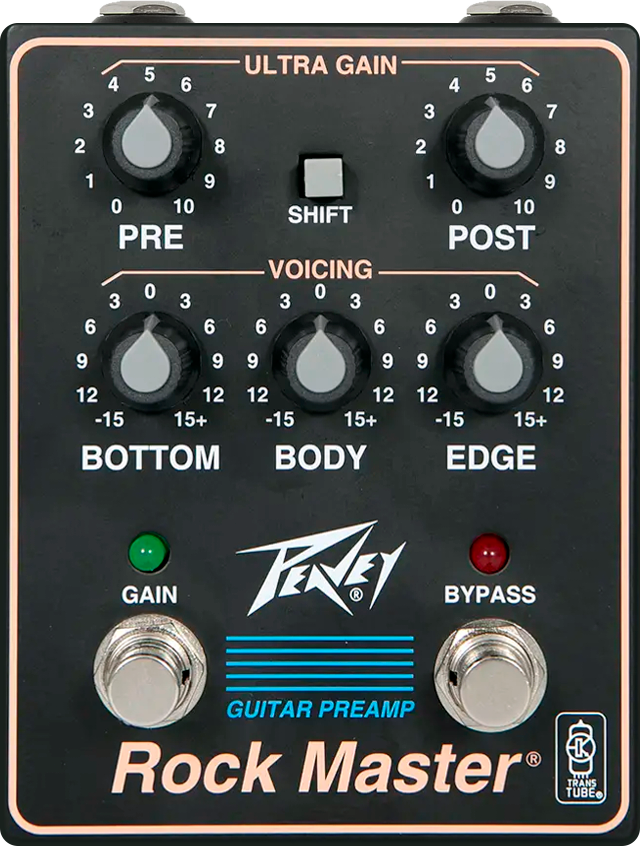 ULTRA GAIN
4 5 6
3 7
2 8
1 9
0 10
PRE
SHIFT
4 5 6
3 7
2 8
1 9
0 10
POST
VOICING
3 0 3
6 6
9 9
12 12
-15 15+
BOTTOM
3 0 3
6 6
9 9
12 12
-15 15+
BODY
3 0 3
6 6
9 9
12 12
-15 15+
EDGE
GAIN
PEAVEY®
BYPASS
GUITAR PREAMP
Rock Master®
K
TRANS
TUBE®